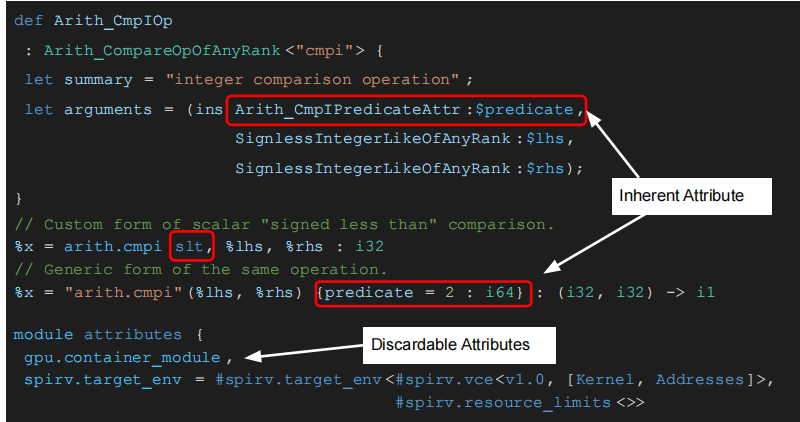 def Arith_CmpIOp
: Arith_CompareOpOfAnyRank<"cmpi"> {
let summary = "integer comparison operation";
let arguments = (ins Arith_CmpIPredicateAttr:$predicate,
SignlessIntegerLikeOfAnyRank:$lhs,
SignlessIntegerLikeOfAnyRank:$rhs);
Inherent Attribute
}
// Custom form of scalar "signed less than" comparison.
%x = arith.cmpi slt, %lhs, %rhs : i32
// Generic form of the same operation.
%x = "arith.cmpi"(%lhs, %rhs) {predicate = 2 : i64} : (i32, i32) -> i1
module attributes {
Discardable Attributes
gpu.container_module,
spirv.target_env = #spirv.target_env<#spirv.vce<v1.0, [Kernel, Addresses]>,
#spirv.resource_limits<>>